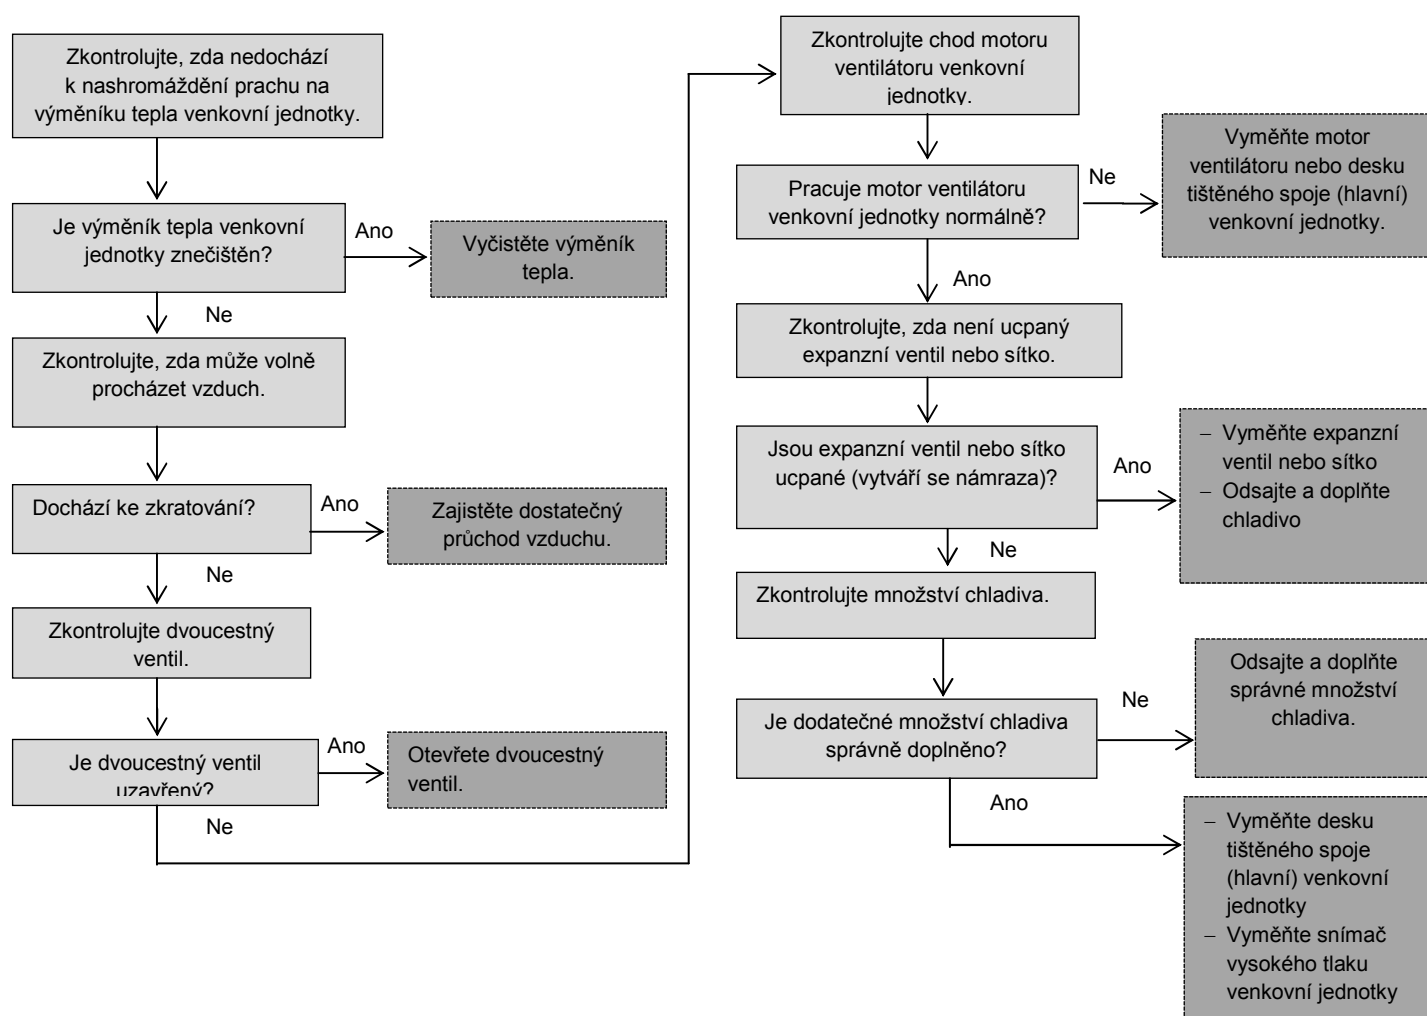 Zkontrolujte, zda nedochází
k nashromáždění prachu na
výměníku tepla venkovní jednotky.
Je výměník tepla venkovní
jednotky znečištěn?
Ano
Vyčistěte výměník
tepla.
Ne
Zkontrolujte, zda může volně
procházet vzduch.
Dochází ke zkratování?
Ano
Zajistěte dostatečný
průchod vzduchu.
Ne
Zkontrolujte dvoucestný
ventil.
Je dvoucestný ventil
uzavřený?
Ano
Otevřete dvoucestný
ventil.
Ne
Zkontrolujte chod motoru
ventilátoru venkovní
jednotky.
Pracuje motor ventilátoru
venkovní jednotky normálně?
Ne
Vyměňte motor
ventilátoru nebo desku
tištěného spoje (hlavní)
venkovní jednotky.
Ano
Zkontrolujte, zda není ucpaný
expanzní ventil nebo sítko.
Jsou expanzní ventil nebo sítko
ucpané (vytváří se námraza)?
Ano
– Vyměňte expanzní
ventil nebo sítko
– Odsajte a doplňte
chladivo
Ne
Zkontrolujte množství chladiva.
Je dodatečné množství chladiva
správně doplněno?
Ne
Odsajte a doplňte
správné množství
chladiva.
Ano
– Vyměňte desku
tištěného spoje
(hlavní) venkovní
jednotky
– Vyměňte snímač
vysokého tlaku
venkovní jednotky